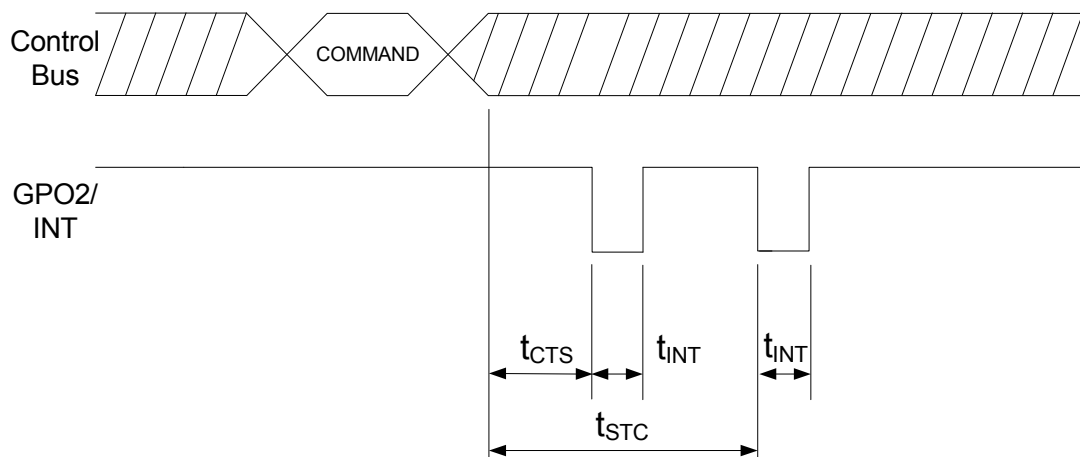 Control
Bus
COMMAND
GPO2/
INT
tCTS
tINT
tINT
tSTC